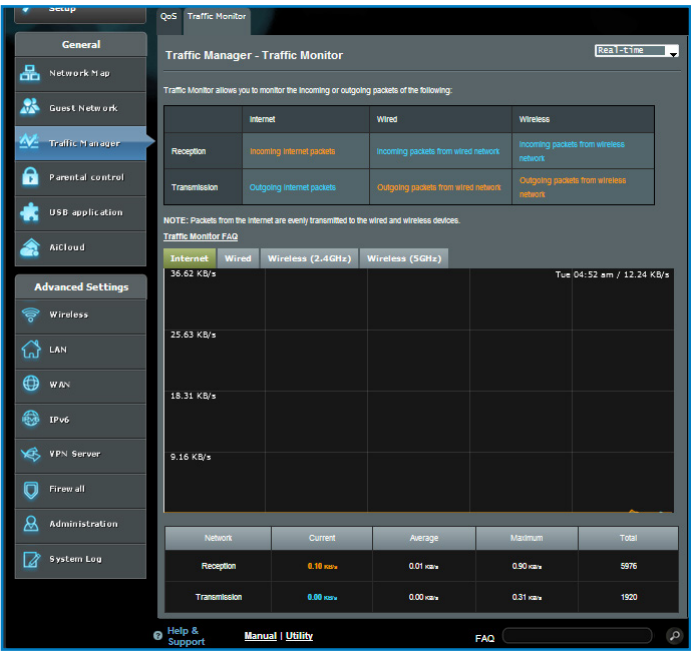 Setup
General
Network Map
Guest Network
Traffic Manager
Parental control
USB application
AiCloud
Advanced Settings
Wireless
LAN
WAN
IPv6
VPN Server
Firewall
Administration
System Log
QoS Traffic Monitor
Traffic Manager - Traffic Monitor
Real-time
Traffic Monitor allows you to monitor the incoming or outgoing packets of the following:
Internet Wired Wireless
Reception Incoming internet packets Incoming packets from wired network Incoming packets from wireless network
Transmission Outgoing internet packets Outgoing packets from wired network Outgoing packets from wireless network
NOTE: Packets from the internet are evenly transmitted to the wired and wireless devices.
Traffic Monitor FAQ
Internet Wired Wireless (2.4GHz) Wireless (5GHz)
36.62 KB/s Tue 04:52 am / 12.24 KB/s
25.63 KB/s
18.31 KB/s
9.16 KB/s
Network Current Average Maximum Total
Reception 0.10 KB/s 0.01 KB/s 0.90 KB/s 5976
Transmission 0.00 KB/s 0.00 KB/s 0.31 KB/s 1920
Help & Support Manual | Utility FAQ